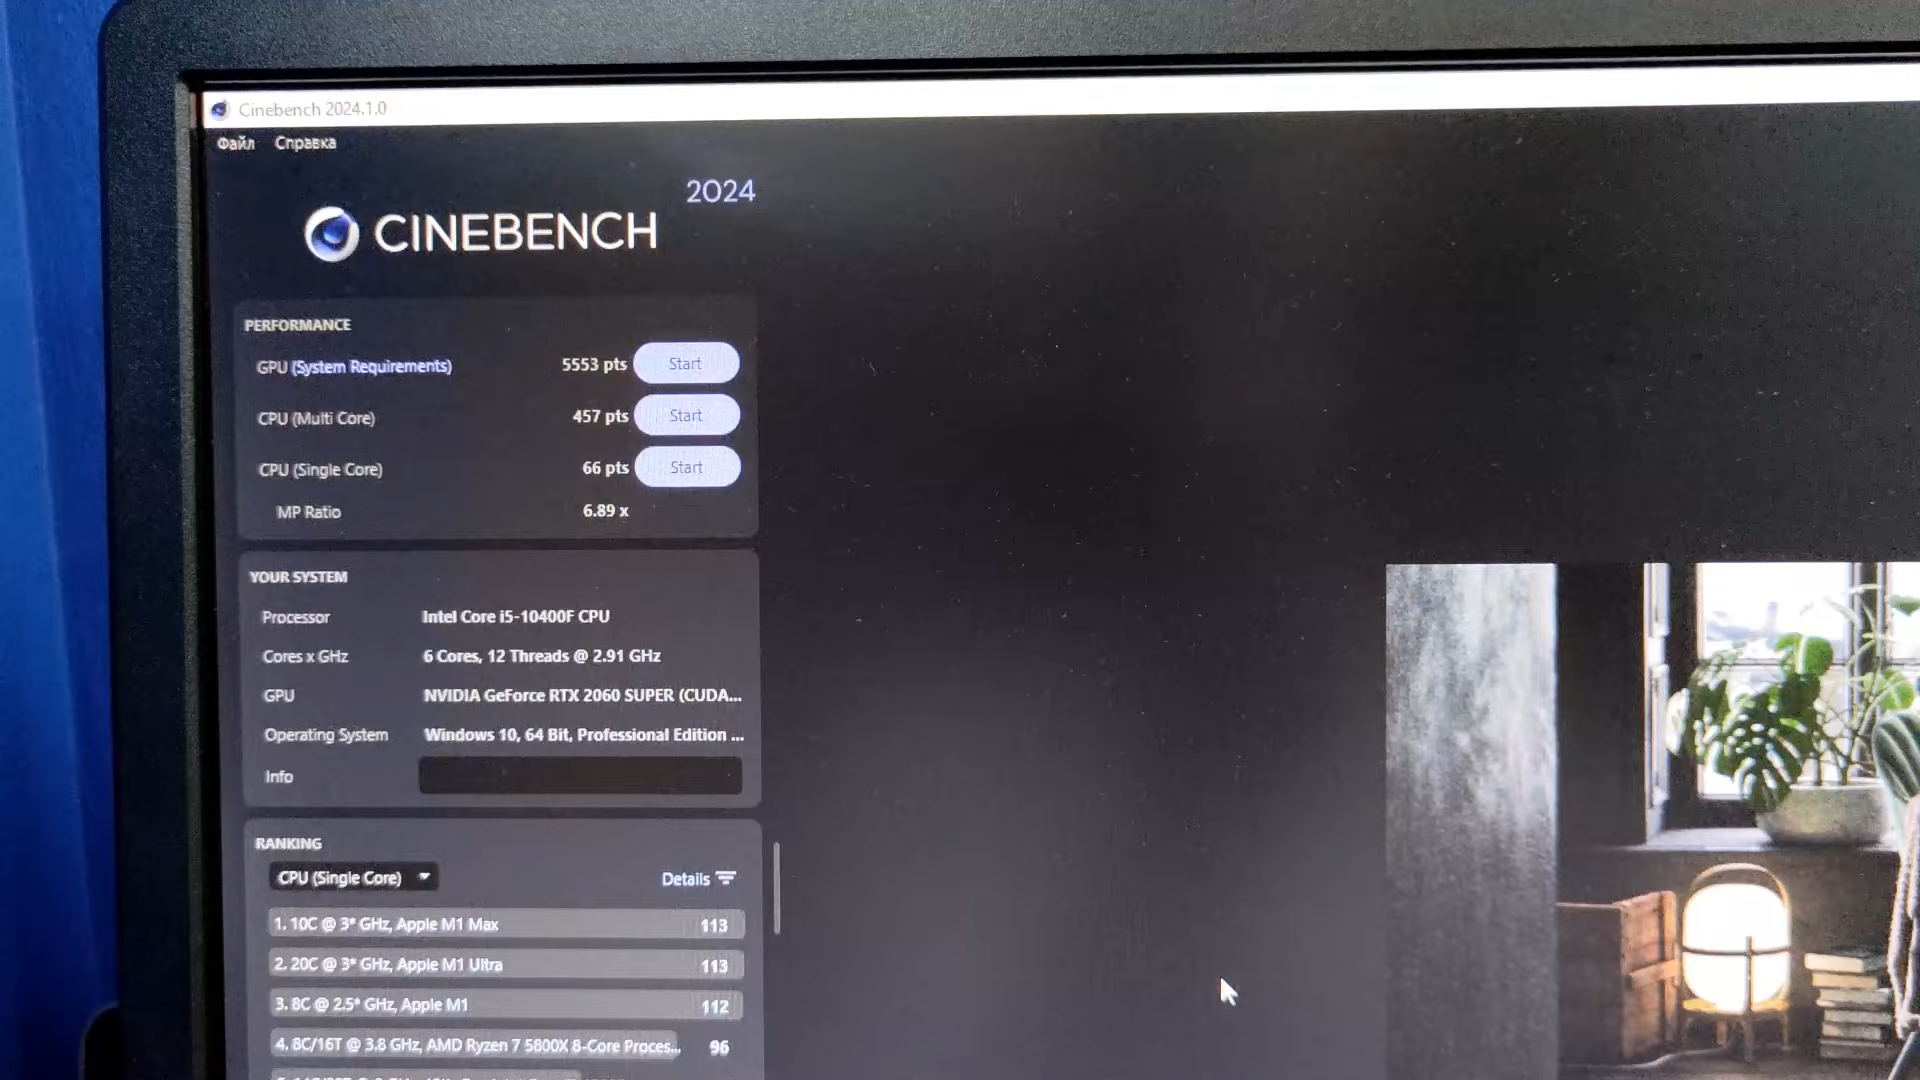 Cinebench 2024.1.0
Файл Справка
2024
CINEBENCH
PERFORMANCE
GPU (System Requirements) 5553 pts Start
CPU (Multi Core) 457 pts Start
CPU (Single Core) 66 pts Start
MP Ratio 6.89 x
YOUR SYSTEM
Processor Intel Core i5-10400F CPU
Cores x GHz 6 Cores, 12 Threads @ 2.91 GHz
GPU NVIDIA GeForce RTX 2060 SUPER (CUDA...
Operating System Windows 10, 64 Bit, Professional Edition ...
Info
RANKING
CPU (Single Core) Details
1. 10C @ 3* GHz, Apple M1 Max 113
2. 20C @ 3* GHz, Apple M1 Ultra 113
3. 8C @ 2.5* GHz, Apple M1 112
4. 8C/16T @ 3.8 GHz, AMD Ryzen 7 5800X 8-Core Proces... 96